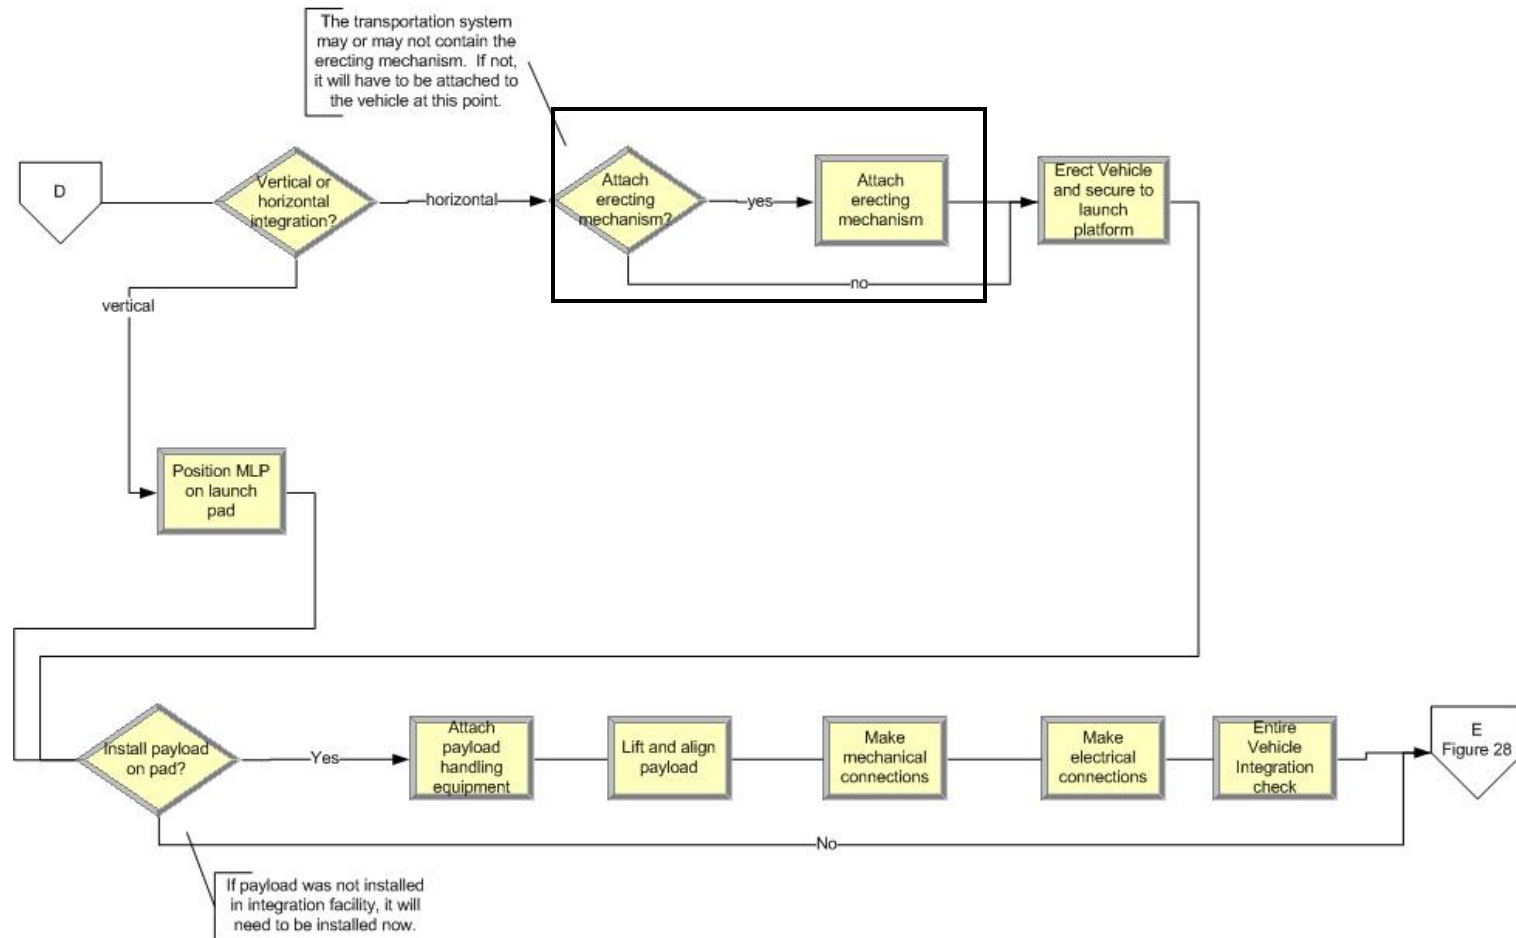 The transportation system
may or may not contain the
erecting mechanism. If not,
it will have to be attached to
the vehicle at this point.
D
Vertical or
horizontal
integration?
horizontal
Attach
erecting
mechanism?
yes
Attach
erecting
mechanism
Erect Vehicle
and secure to
launch
platform
no
vertical
Position MLP
on launch
pad
Install payload
on pad?
Yes
Attach
payload
handling
equipment
Lift and align
payload
Make
mechanical
connections
Make
electrical
connections
Entire
Vehicle
Integration
check
E
Figure 28
No
If payload was not installed
in integration facility, it will
need to be installed now.